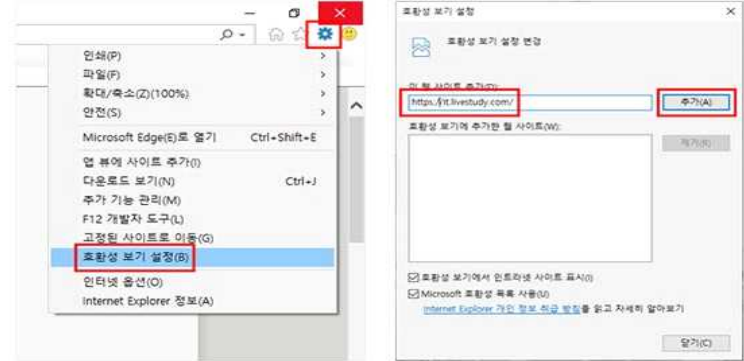 인쇄(P)
파일(F)
확대/축소(Z)(100%)
안전(S)
Microsoft Edge(E)로 열기 Ctrl+Shift+E
앱 뷰에 사이트 추가(I)
다운로드 보기(N) Ctrl+J
추가 기능 관리(M)
F12 개발자 도구(L)
고정된 사이트로 이동(G)
호환성 보기 설정(B)
인터넷 옵션(O)
Internet Explorer 정보(A)
호환성 보기 설정
호환성 보기 설정 변경
이 웹 사이트 추가(D):
https://rit.livestudy.com/
추가(A)
호환성 보기에 추가한 웹 사이트(W):
제거(R)
호환성 보기에서 인트라넷 사이트 표시(I)
Microsoft 호환성 목록 사용(U)
Internet Explorer 개인 정보 취급 방침을 읽고 자세히 알아보기
닫기(C)